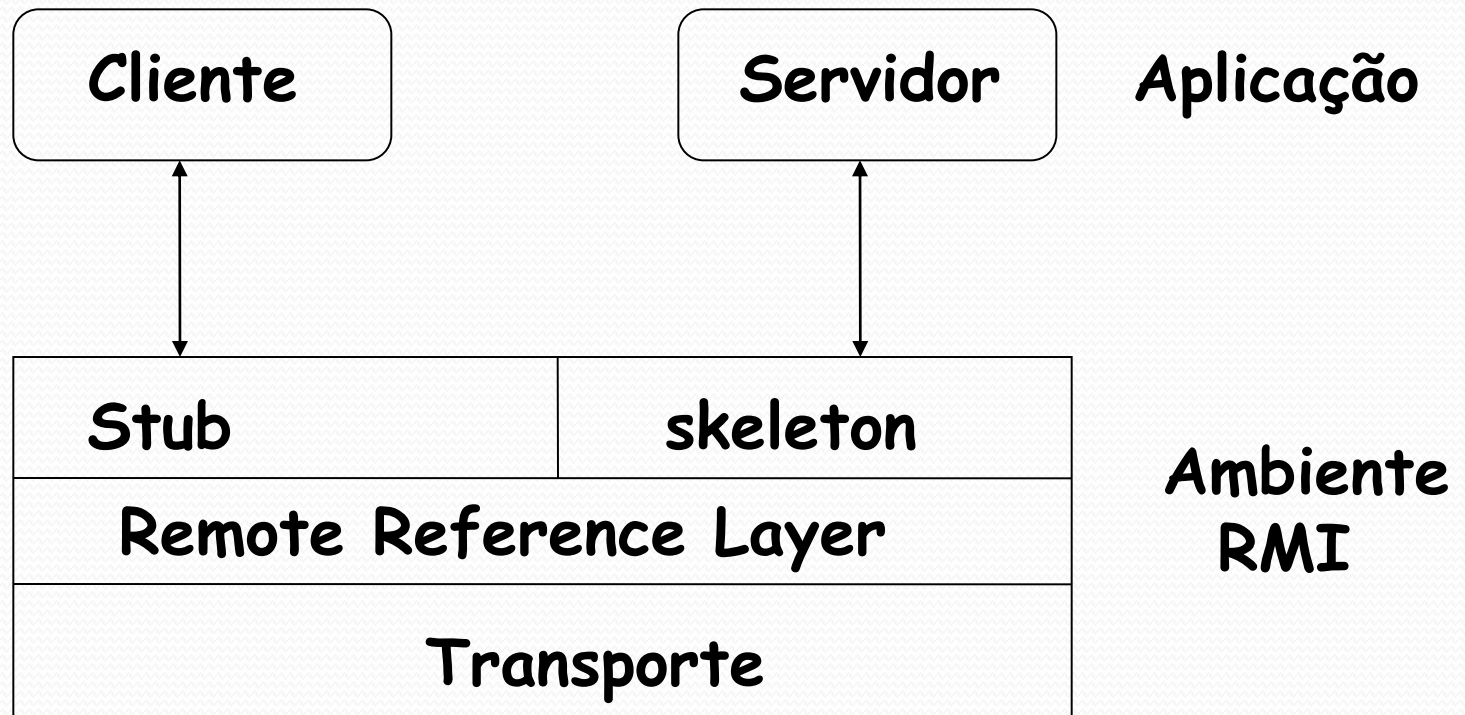 Cliente
Servidor
Aplicação
Stub
skeleton
Ambiente
RMI
Remote Reference Layer
Transporte